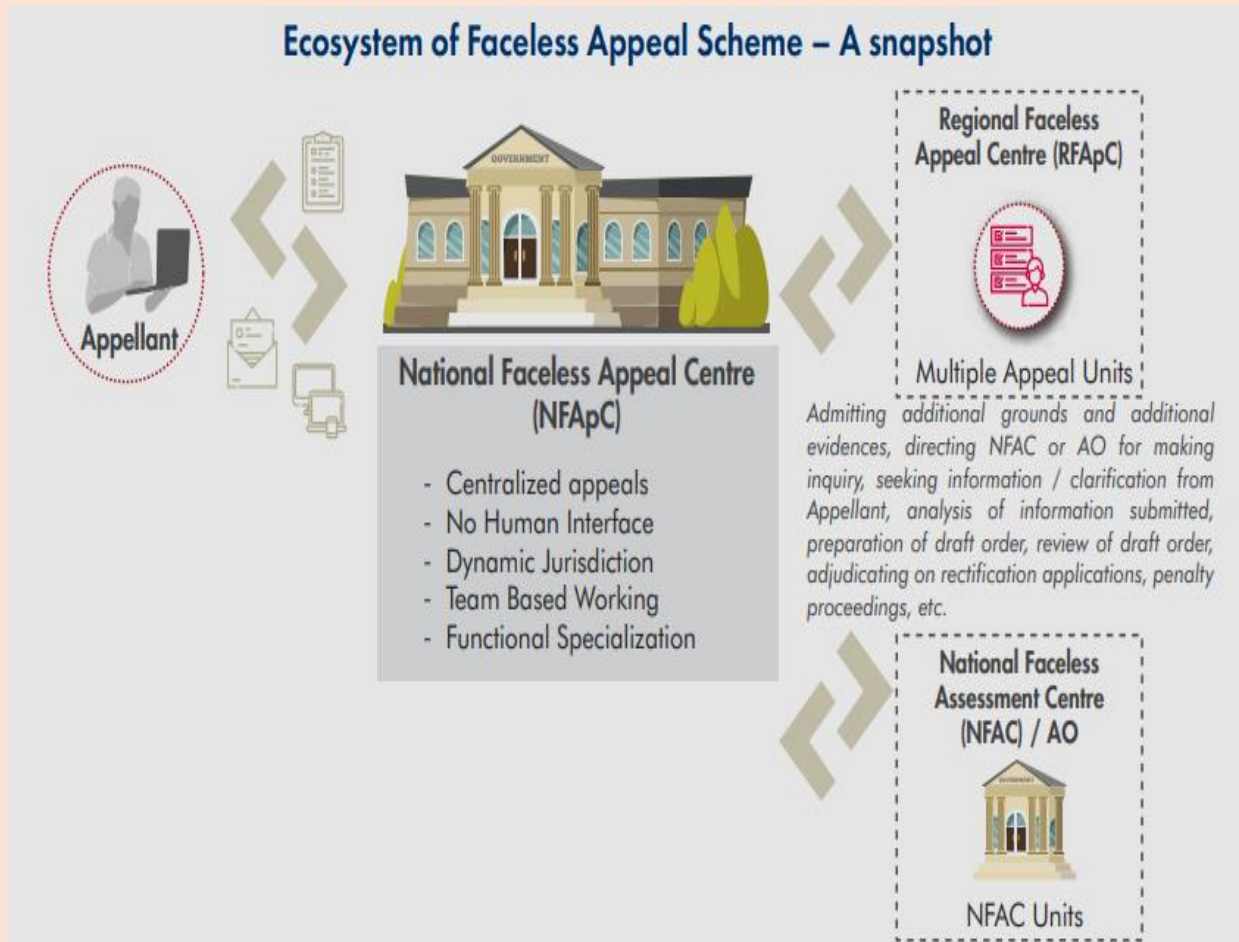 Ecosystem of Faceless Appeal Scheme – A snapshot
Appellant
GOVERNMENT
National Faceless Appeal Centre
(NFApC)
- Centralized appeals
- No Human Interface
- Dynamic Jurisdiction
- Team Based Working
- Functional Specialization
Regional Faceless
Appeal Centre (RFApC)
Multiple Appeal Units
Admitting additional grounds and additional
evidences, directing NFAC or AO for making
inquiry, seeking information / clarification from
Appellant, analysis of information submitted,
preparation of draft order, review of draft order,
adjudicating on rectification applications, penalty
proceedings, etc.
National Faceless
Assessment Centre
(NFAC) / AO
GOVERNMENT
NFAC Units